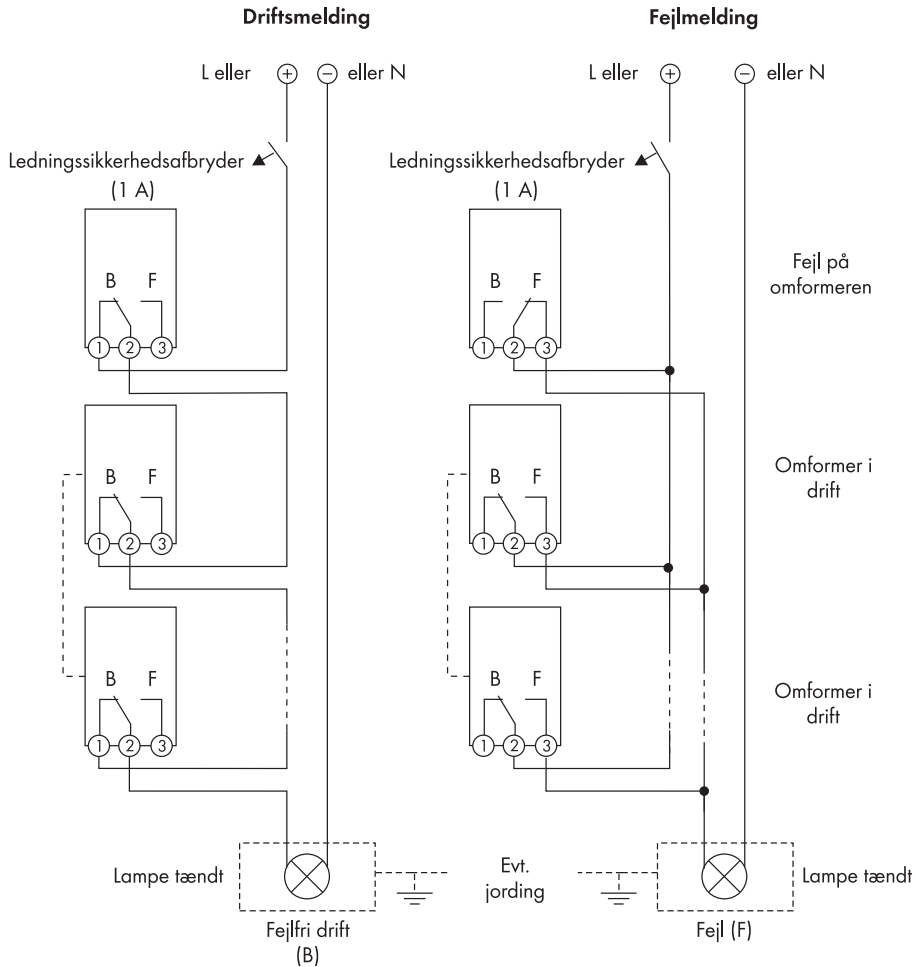 Driftsmelding
Fejlmelding
L eller + − eller N
L eller + − eller N
Ledningssikkerhedsafbryder
(1 A)
Ledningssikkerhedsafbryder
(1 A)
B F
1 2 3
B F
1 2 3
Fejl på
omformeren
B F
1 2 3
B F
1 2 3
Omformer i
drift
B F
1 2 3
B F
1 2 3
Omformer i
drift
Lampe tændt
Evt.
jording
Lampe tændt
Fejlfri drift
(B)
Fejl (F)